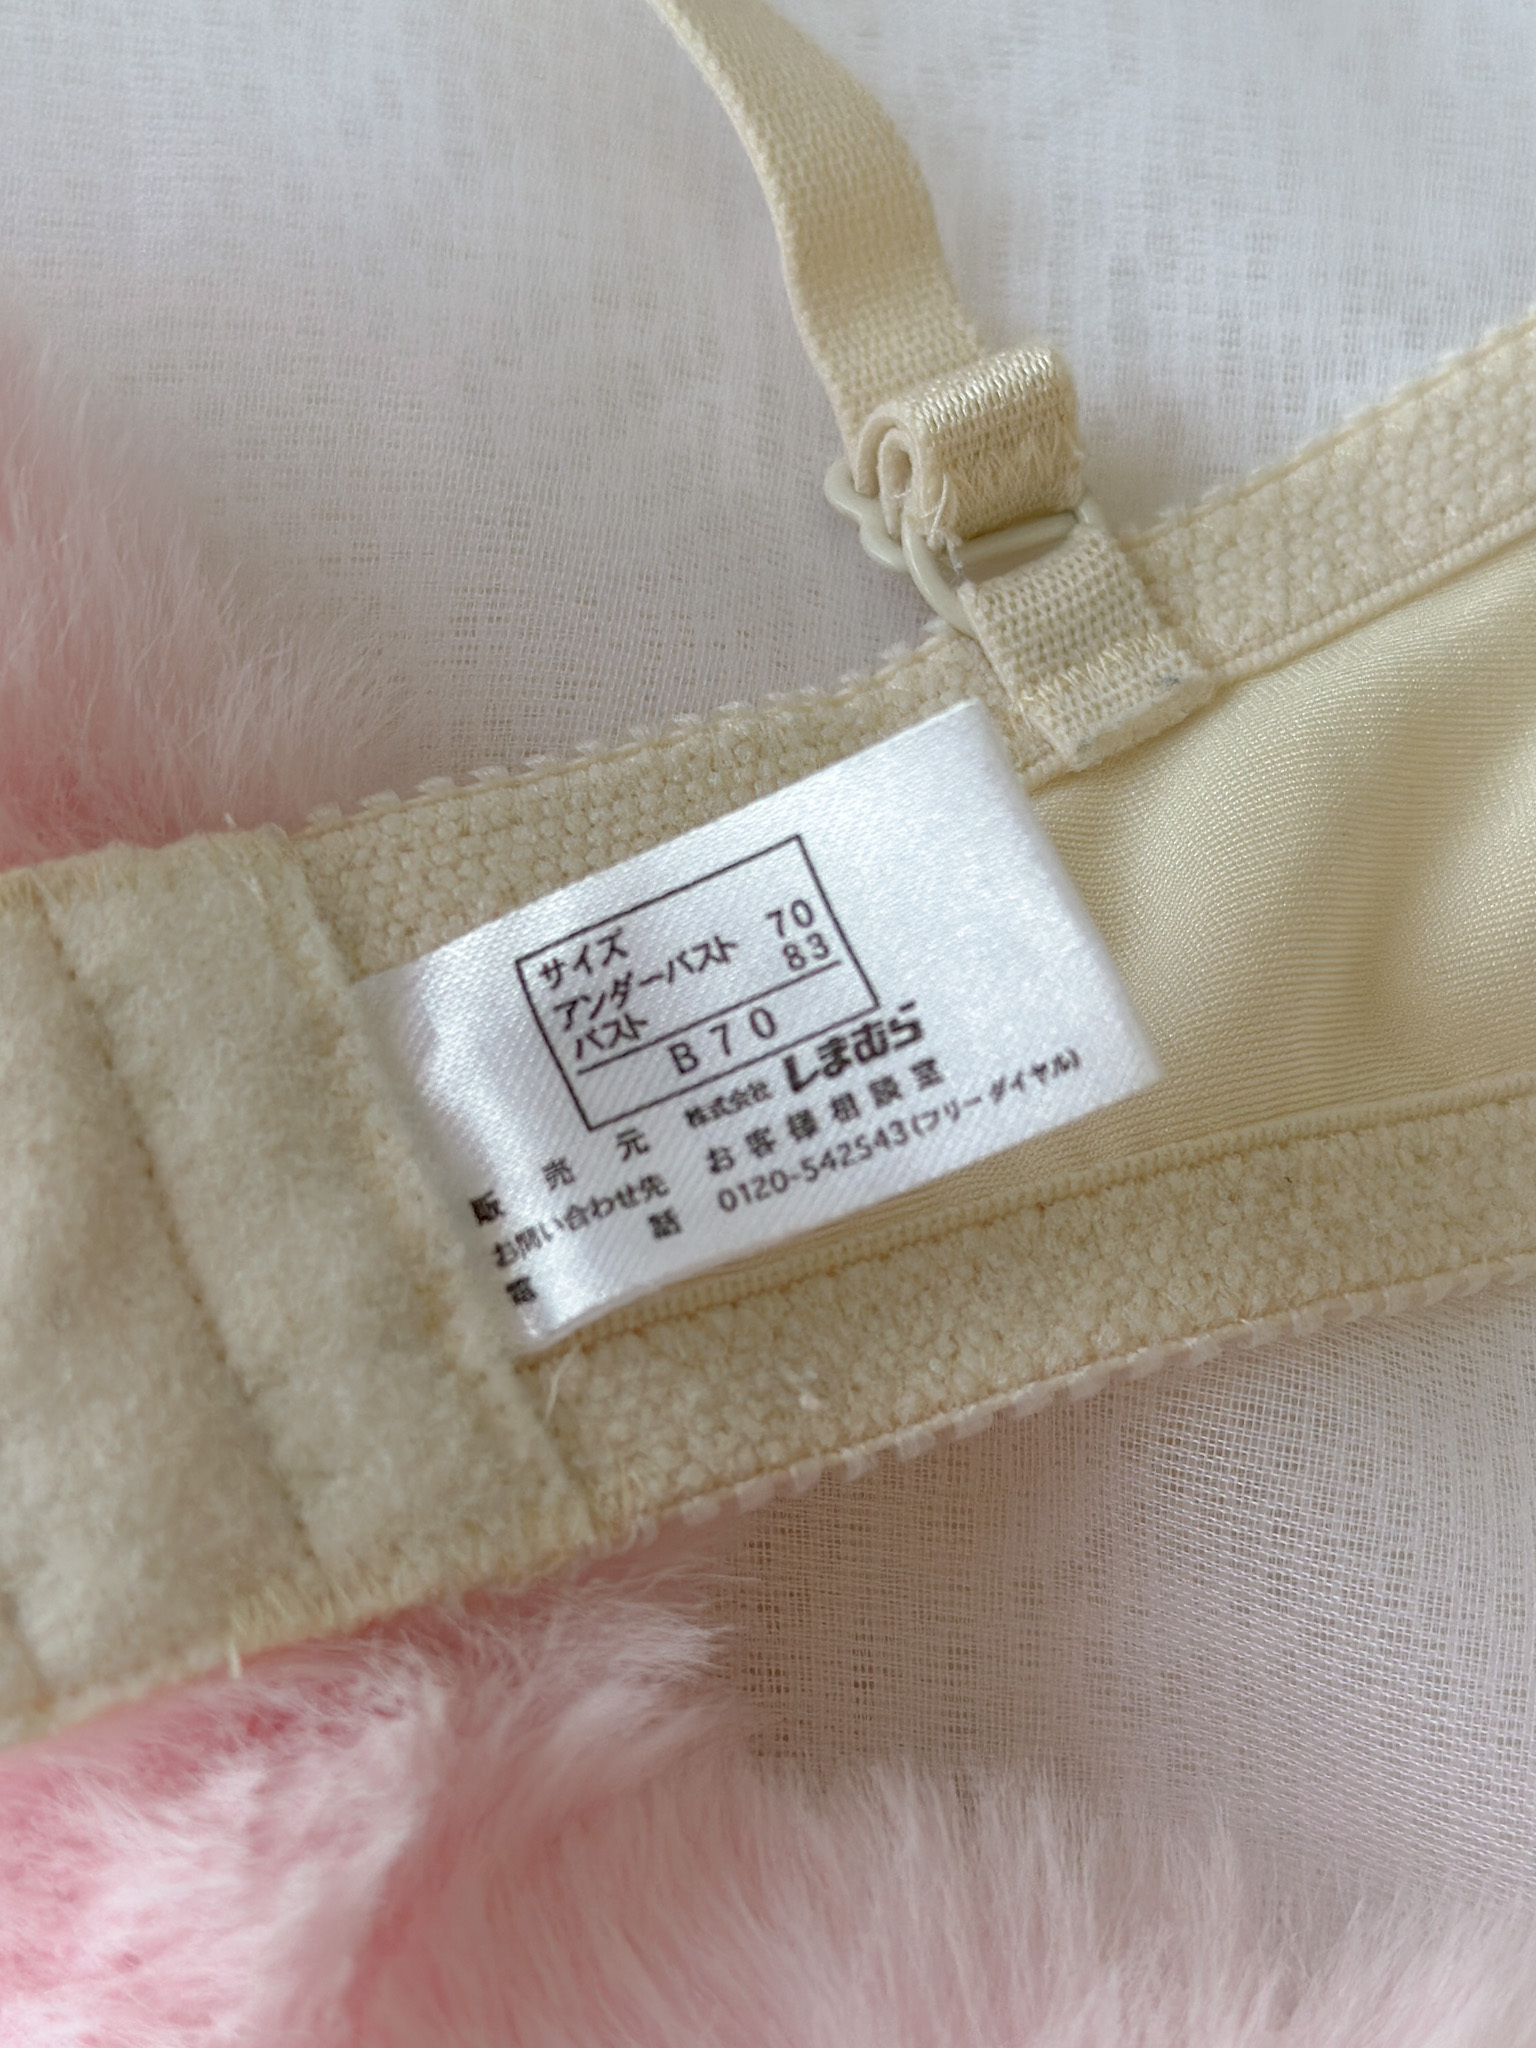 サイズ
アンダーバスト 70
バスト 83
B70
販売元 株式会社 しまむら
お問い合わせ先 お客様相談室
電話 0120-542543(フリーダイヤル)